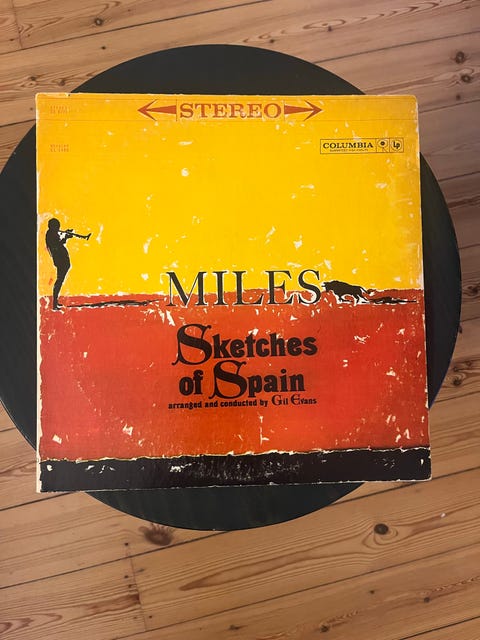 STEREO
COLUMBIA
MILES
Sketches
of Spain
arranged and conducted by Gil Evans